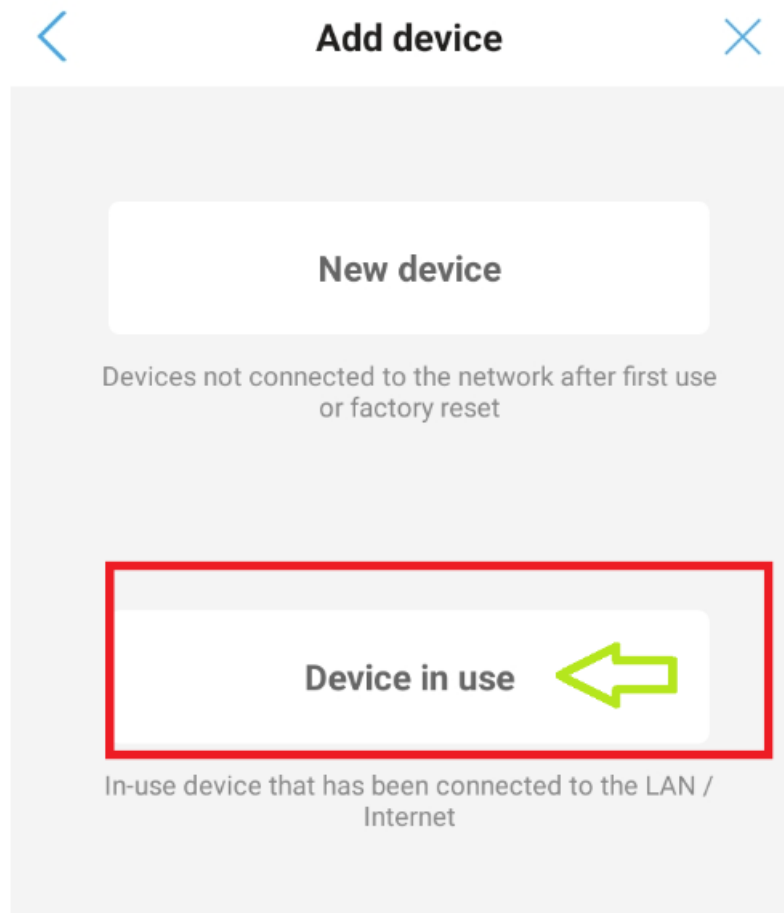 Add device
New device
Devices not connected to the network after first use
or factory reset
Device in use
In-use device that has been connected to the LAN /
Internet